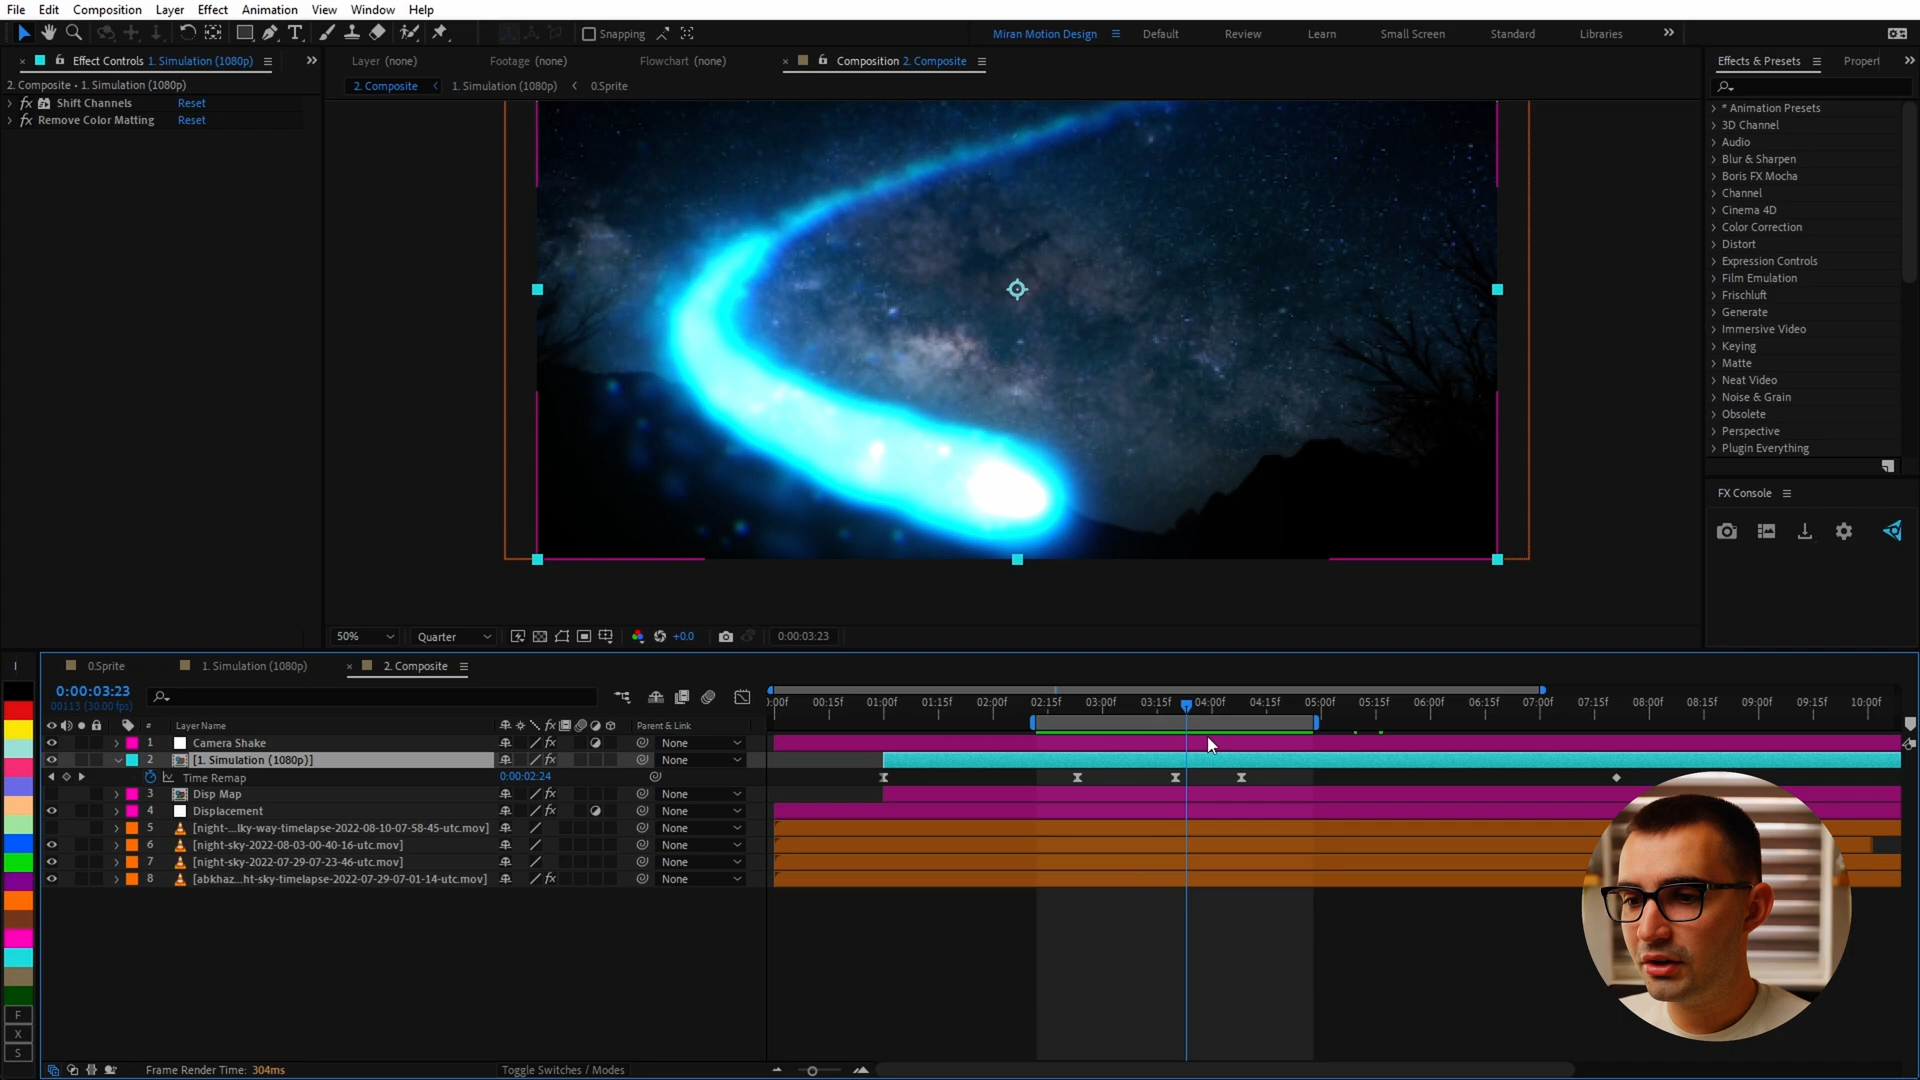 File Edit Composition Layer Effect Animation View Window Help
Snapping
Miran Motion Design Default Review Learn Small Screen Standard Libraries
Effect Controls 1. Simulation (1080p)
Layer (none) Footage (none) Flowchart (none) Composition 2. Composite
Effects & Presets Propert
2. Composite • 1. Simulation (1080p)
2. Composite 1. Simulation (1080p) 0.Sprite
fx Shift Channels Reset
fx Remove Color Matting Reset
* Animation Presets
3D Channel
Audio
Blur & Sharpen
Boris FX Mocha
Channel
Cinema 4D
Color Correction
Distort
Expression Controls
Film Emulation
Frischluft
Generate
Immersive Video
Keying
Matte
Neat Video
Noise & Grain
Obsolete
Perspective
Plugin Everything
FX Console
50% Quarter +0.0 0:00:03:23
0.Sprite 1. Simulation (1080p) 2. Composite
0:00:03:23
00113 (30.00 fps)
:00f 00:15f 01:00f 01:15f 02:00f 02:15f 03:00f 03:15f 04:00f 04:15f 05:00f 05:15f 06:00f 06:15f 07:00f 07:15f 08:00f 08:15f 09:00f 09:15f 10:00f
# Layer Name fx Parent & Link
1 Camera Shake fx None
2 [1. Simulation (1080p)] fx None
Time Remap 0:00:02:24
3 Disp Map fx None
4 Displacement fx None
5 [night-...lky-way-timelapse-2022-08-10-07-58-45-utc.mov] None
6 [night-sky-2022-08-03-00-40-16-utc.mov] None
7 [night-sky-2022-07-29-07-23-46-utc.mov] None
8 [abkhaz...ht-sky-timelapse-2022-07-29-07-01-14-utc.mov] fx None
F
X
S
Frame Render Time: 304ms Toggle Switches / Modes